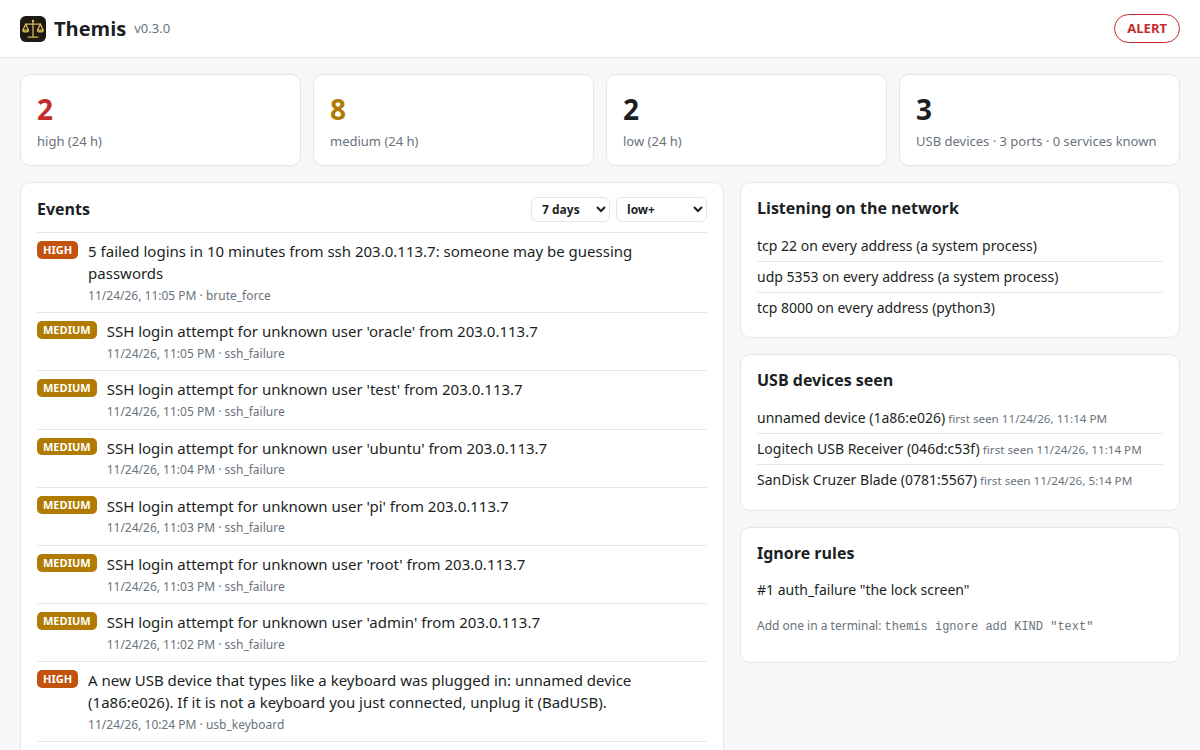 Themis v0.3.0
ALERT
2
high (24 h)
8
medium (24 h)
2
low (24 h)
3
USB devices · 3 ports · 0 services known
Events
7 days
low+
HIGH
5 failed logins in 10 minutes from ssh 203.0.113.7: someone may be guessing
passwords
11/24/26, 11:05 PM · brute_force
MEDIUM
SSH login attempt for unknown user 'oracle' from 203.0.113.7
11/24/26, 11:05 PM · ssh_failure
MEDIUM
SSH login attempt for unknown user 'test' from 203.0.113.7
11/24/26, 11:05 PM · ssh_failure
MEDIUM
SSH login attempt for unknown user 'ubuntu' from 203.0.113.7
11/24/26, 11:04 PM · ssh_failure
MEDIUM
SSH login attempt for unknown user 'pi' from 203.0.113.7
11/24/26, 11:03 PM · ssh_failure
MEDIUM
SSH login attempt for unknown user 'root' from 203.0.113.7
11/24/26, 11:03 PM · ssh_failure
MEDIUM
SSH login attempt for unknown user 'admin' from 203.0.113.7
11/24/26, 11:02 PM · ssh_failure
HIGH
A new USB device that types like a keyboard was plugged in: unnamed device
(1a86:e026). If it is not a keyboard you just connected, unplug it (BadUSB).
11/24/26, 10:24 PM · usb_keyboard
Listening on the network
tcp 22 on every address (a system process)
udp 5353 on every address (a system process)
tcp 8000 on every address (python3)
USB devices seen
unnamed device (1a86:e026) first seen 11/24/26, 11:14 PM
Logitech USB Receiver (046d:c53f) first seen 11/24/26, 11:14 PM
SanDisk Cruzer Blade (0781:5567) first seen 11/24/26, 5:14 PM
Ignore rules
#1 auth_failure "the lock screen"
Add one in a terminal: themis ignore add KIND "text"